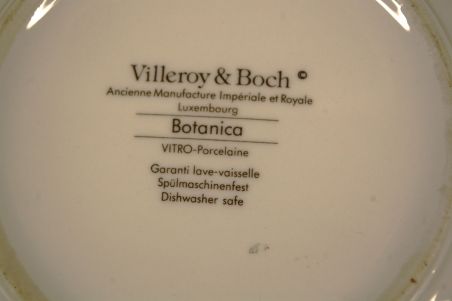 Villeroy & Boch ©
Ancienne Manufacture Impériale et Royale
Luxembourg
Botanica
VITRO-Porcelaine
Garanti lave-vaisselle
Spülmaschinenfest
Dishwasher safe